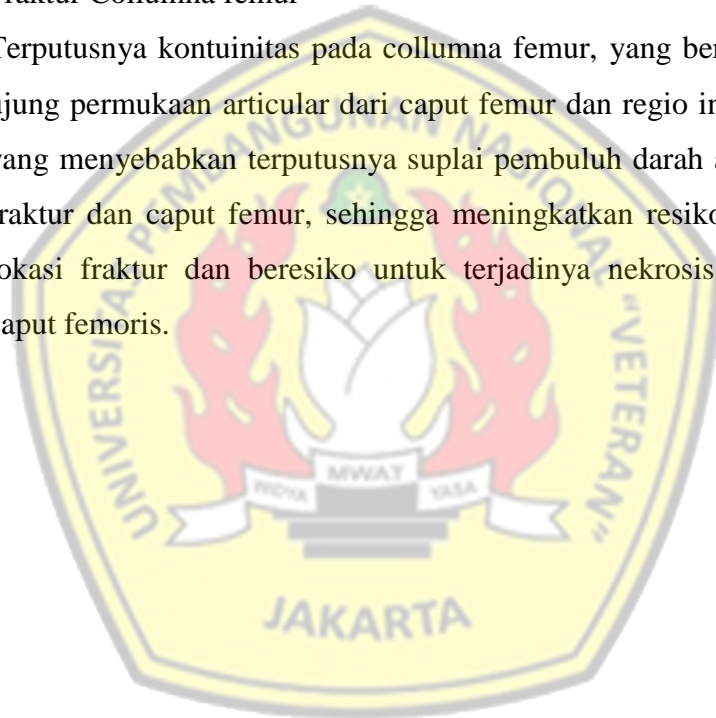 Fraktur Collumna femur
Terputusnya kontuinitas pada collumna femur, yang ber
ujung permukaan articular dari caput femur dan regio in
yang menyebabkan terputusnya suplai pembuluh darah a
fraktur dan caput femur, sehingga meningkatkan resiko
lokasi fraktur dan beresiko untuk terjadinya nekrosis
caput femoris.
UNIVERSITAS PEMBANGUNAN NASIONAL "VETERAN"
WIDYA MWAT YASA
JAKARTA